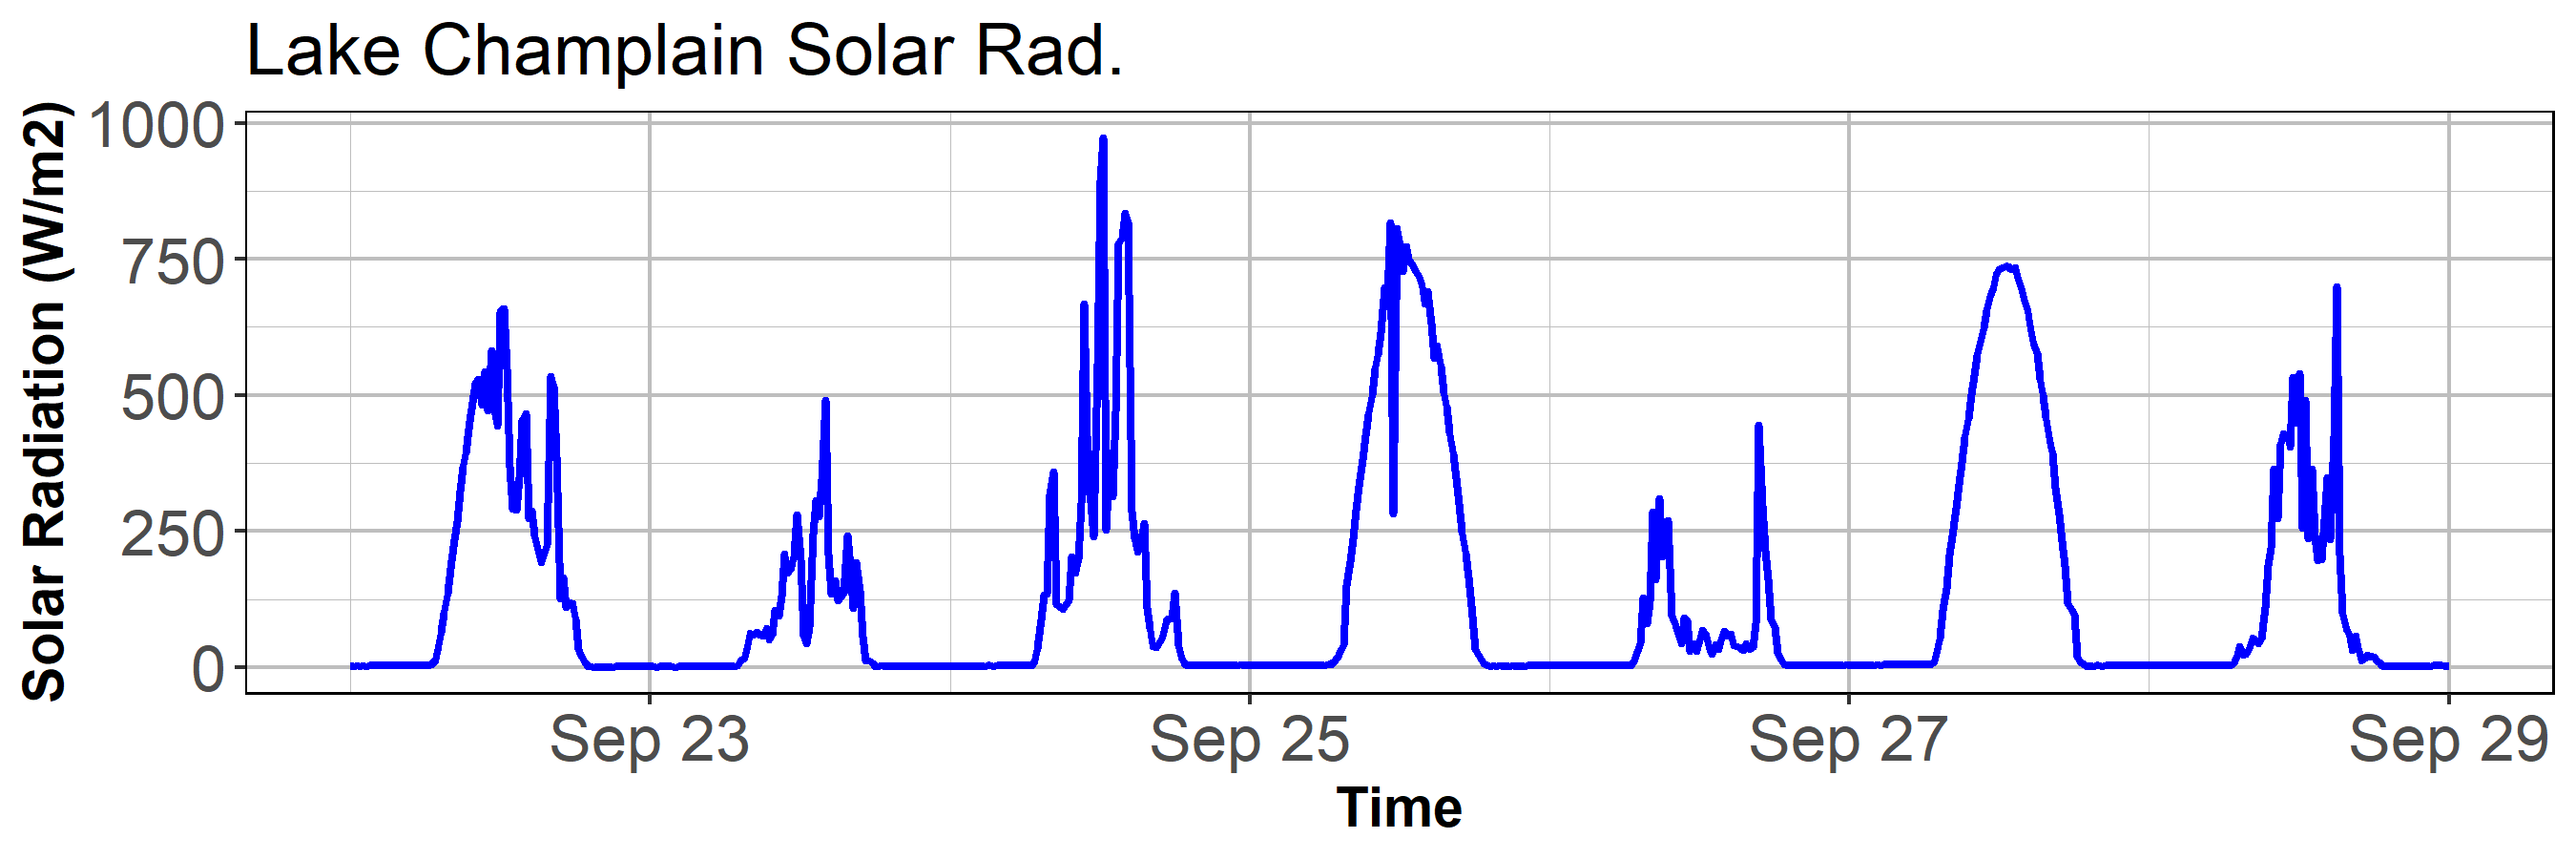 Lake Champlain Solar Rad.
Solar Radiation (W/m2)
1000
750
500
250
0
Sep 23 Sep 25 Sep 27 Sep 29
Time